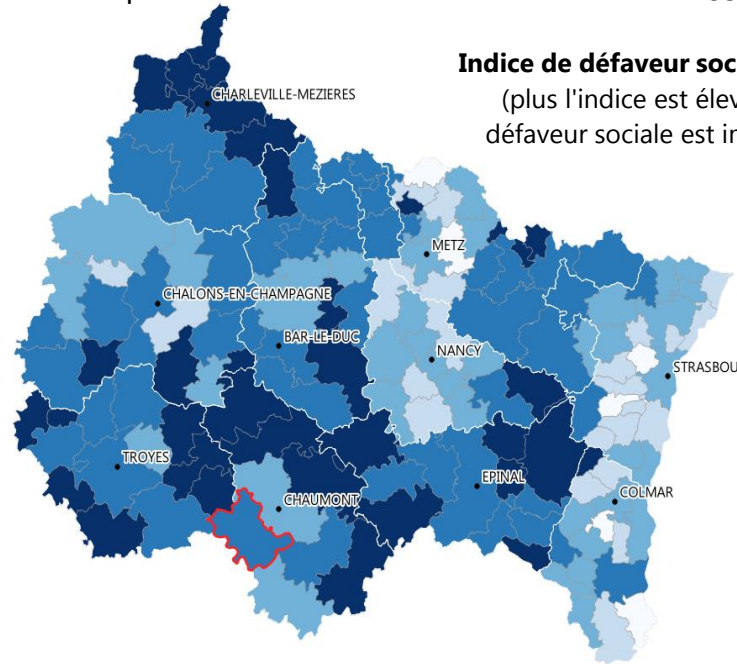 Indice de défaveur soc
(plus l'indice est élev
défaveur sociale est i
CHARLEVILLE-MEZIERES
METZ
CHALONS-EN-CHAMPAGNE
BAR-LE-DUC
NANCY
STRASBOU
TROYES
EPINAL
CHAUMONT
COLMAR